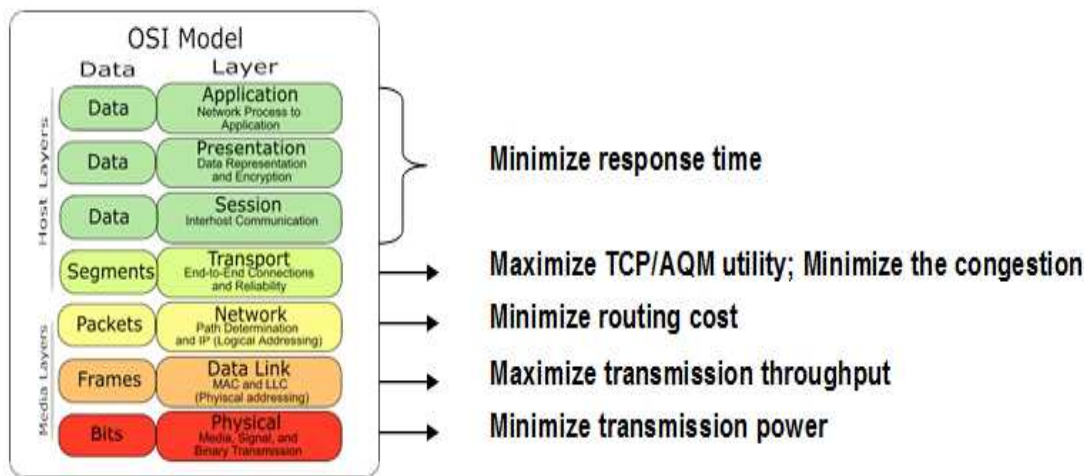 OSI Model
Data Layer
Host Layers
Data
Application
Network Process to
Application
Data
Presentation
Data Representation
and Encryption
Data
Session
Interhost Communication
Minimize response time
Segments
Transport
End-to-End Connections
and Reliability
Maximize TCP/AQM utility; Minimize the congestion
Media Layers
Packets
Network
Path Determination
and IP (Logical Addressing)
Minimize routing cost
Frames
Data Link
MAC and LLC
(Phyiscal addressing)
Maximize transmission throughput
Bits
Physical
Media, Signal, and
Binary Transmission
Minimize transmission power